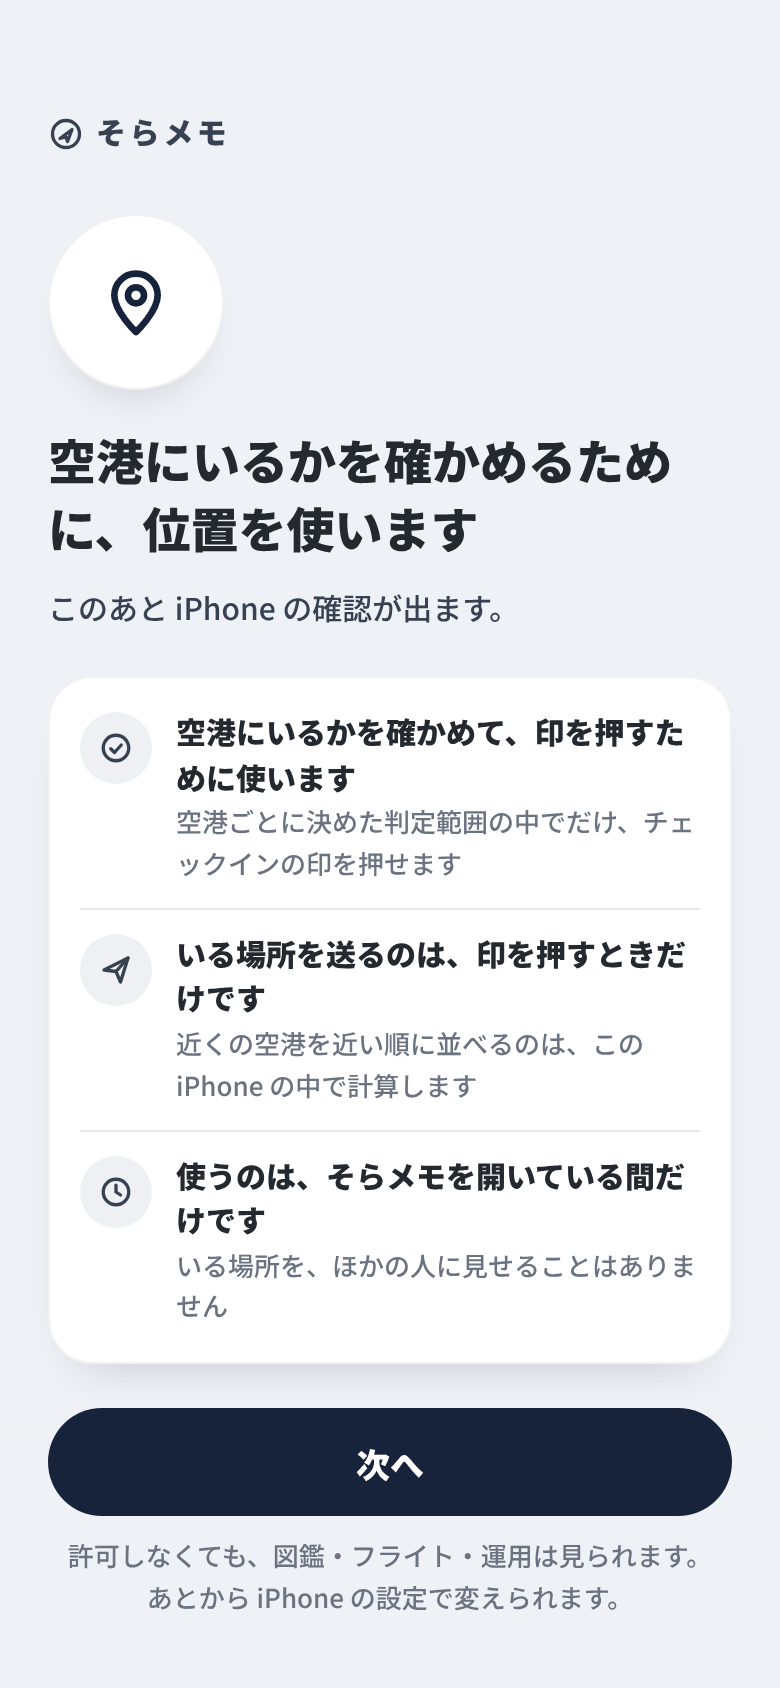 そらメモ
空港にいるかを確かめるため
に、位置を使います
このあと iPhone の確認が出ます。
空港にいるかを確かめて、印を押すた
めに使います
空港ごとに決めた判定範囲の中でだけ、チェ
ックインの印を押せます
いる場所を送るのは、印を押すときだ
けです
近くの空港を近い順に並べるのは、この
iPhone の中で計算します
使うのは、そらメモを開いている間だ
けです
いる場所を、ほかの人に見せることはありま
せん
次へ
許可しなくても、図鑑・フライト・運用は見られます。
あとから iPhone の設定で変えられます。